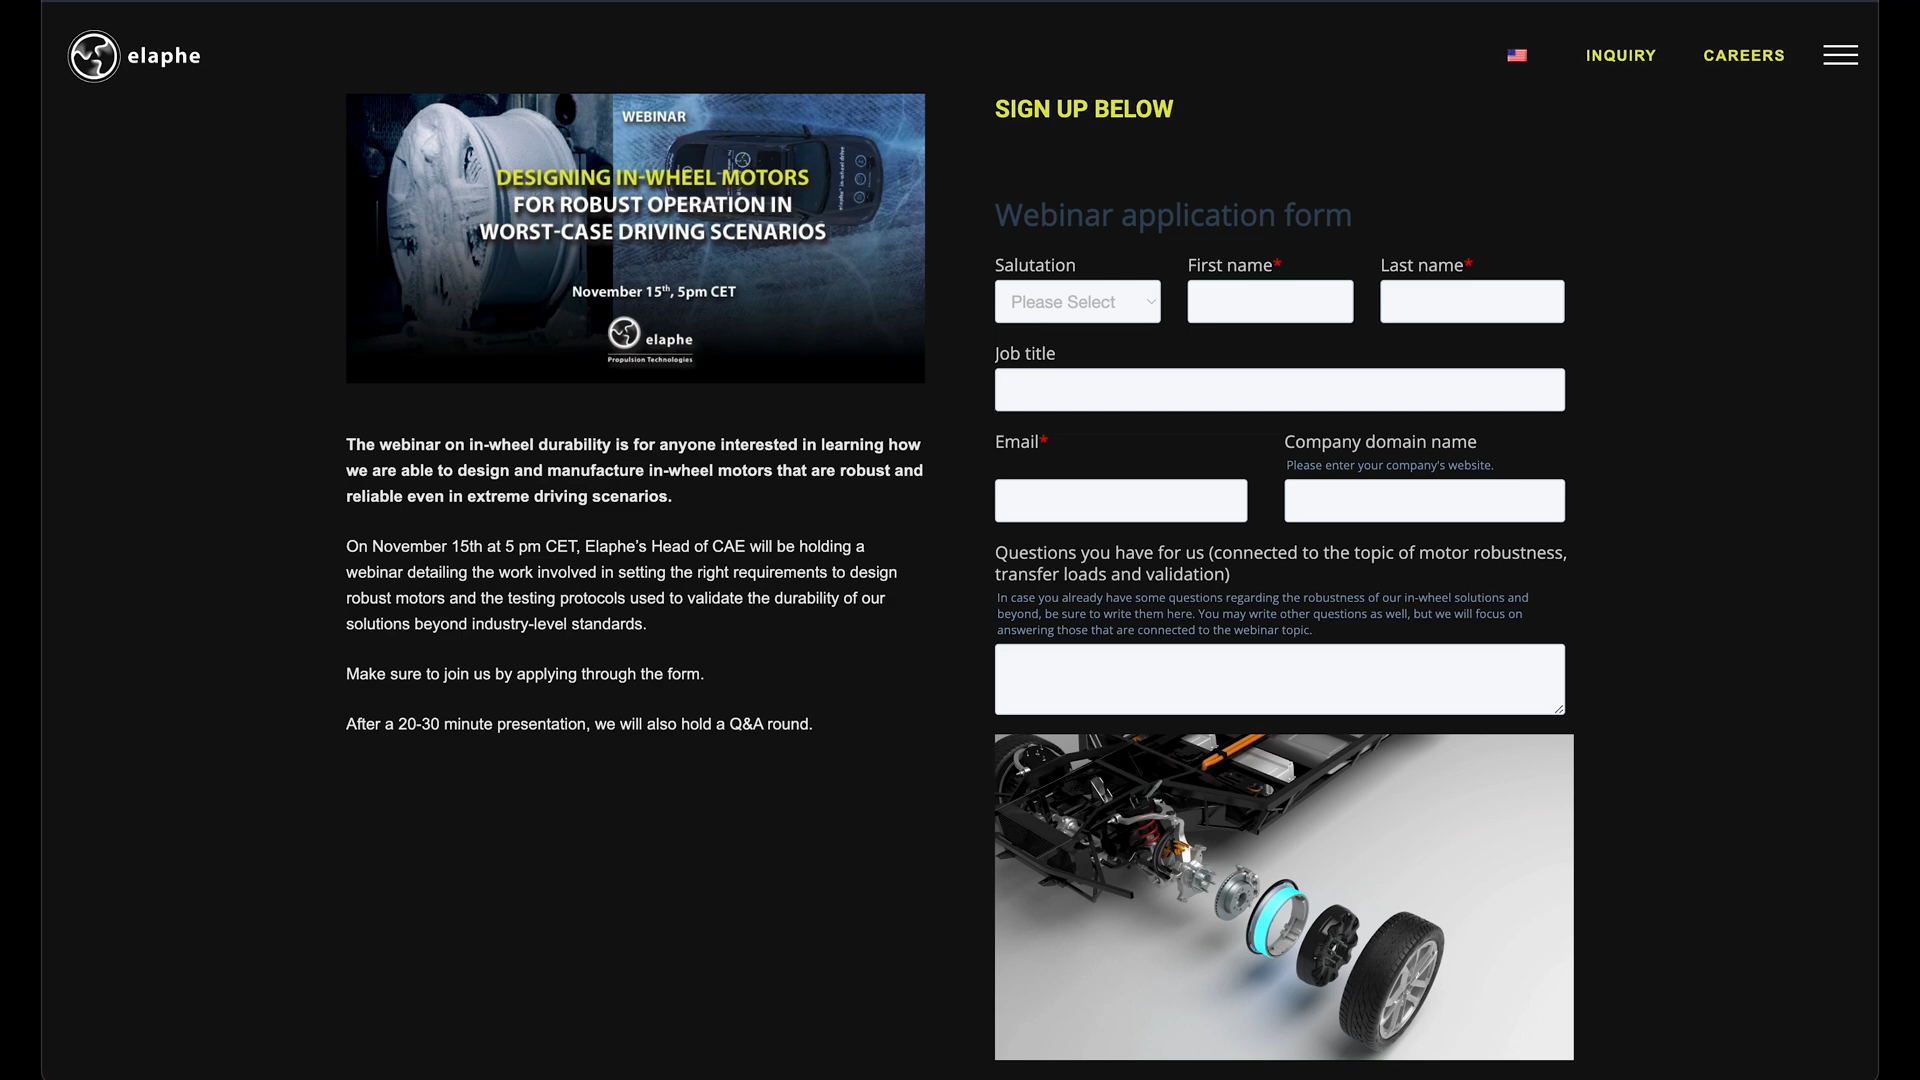 elaphe
INQUIRY
CAREERS
WEBINAR
DESIGNING IN-WHEEL MOTORS
FOR ROBUST OPERATION IN
WORST-CASE DRIVING SCENARIOS
November 15th, 5pm CET
elaphe
Propulsion Technologies
The webinar on in-wheel durability is for anyone interested in learning how
we are able to design and manufacture in-wheel motors that are robust and
reliable even in extreme driving scenarios.
On November 15th at 5 pm CET, Elaphe’s Head of CAE will be holding a
webinar detailing the work involved in setting the right requirements to design
robust motors and the testing protocols used to validate the durability of our
solutions beyond industry-level standards.
Make sure to join us by applying through the form.
After a 20-30 minute presentation, we will also hold a Q&A round.
SIGN UP BELOW
Webinar application form
Salutation
First name*
Last name*
Please Select
Job title
Email*
Company domain name
Please enter your company's website.
Questions you have for us (connected to the topic of motor robustness,
transfer loads and validation)
In case you already have some questions regarding the robustness of our in-wheel solutions and
beyond, be sure to write them here. You may write other questions as well, but we will focus on
answering those that are connected to the webinar topic.